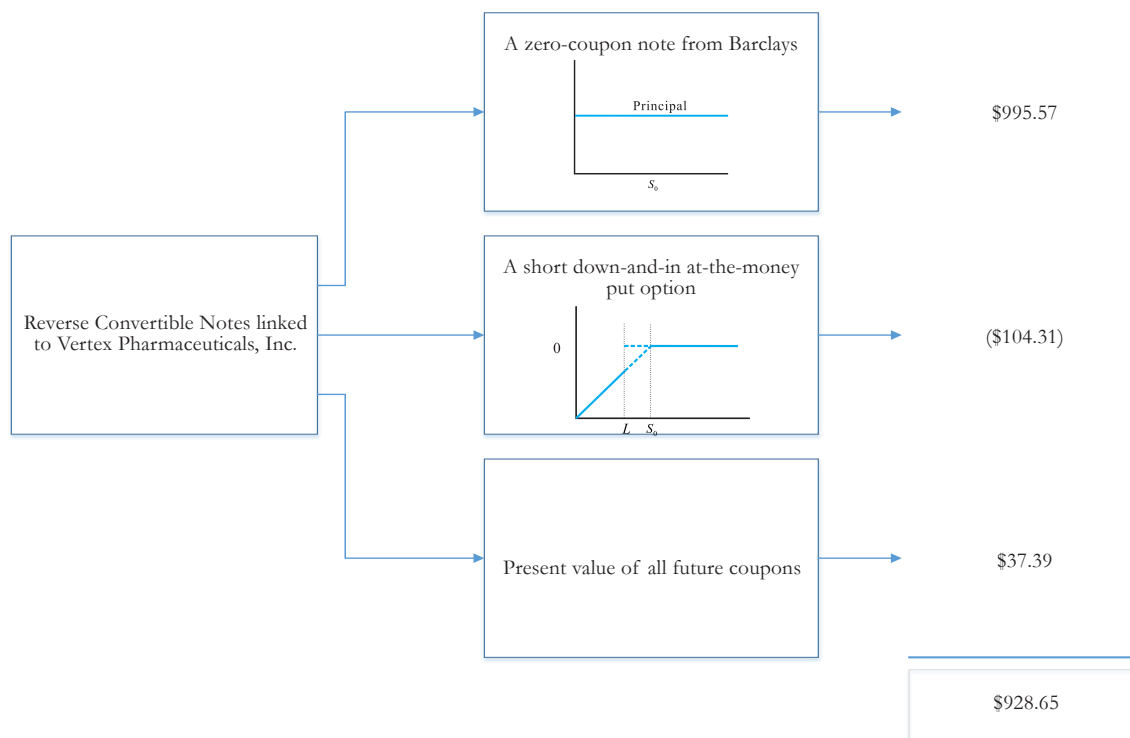 A zero-coupon note from Barclays
Principal
S₀
$995.57
Reverse Convertible Notes linked
to Vertex Pharmaceuticals, Inc.
A short down-and-in at-the-money
put option
0
L S₀
($104.31)
Present value of all future coupons
$37.39
$928.65